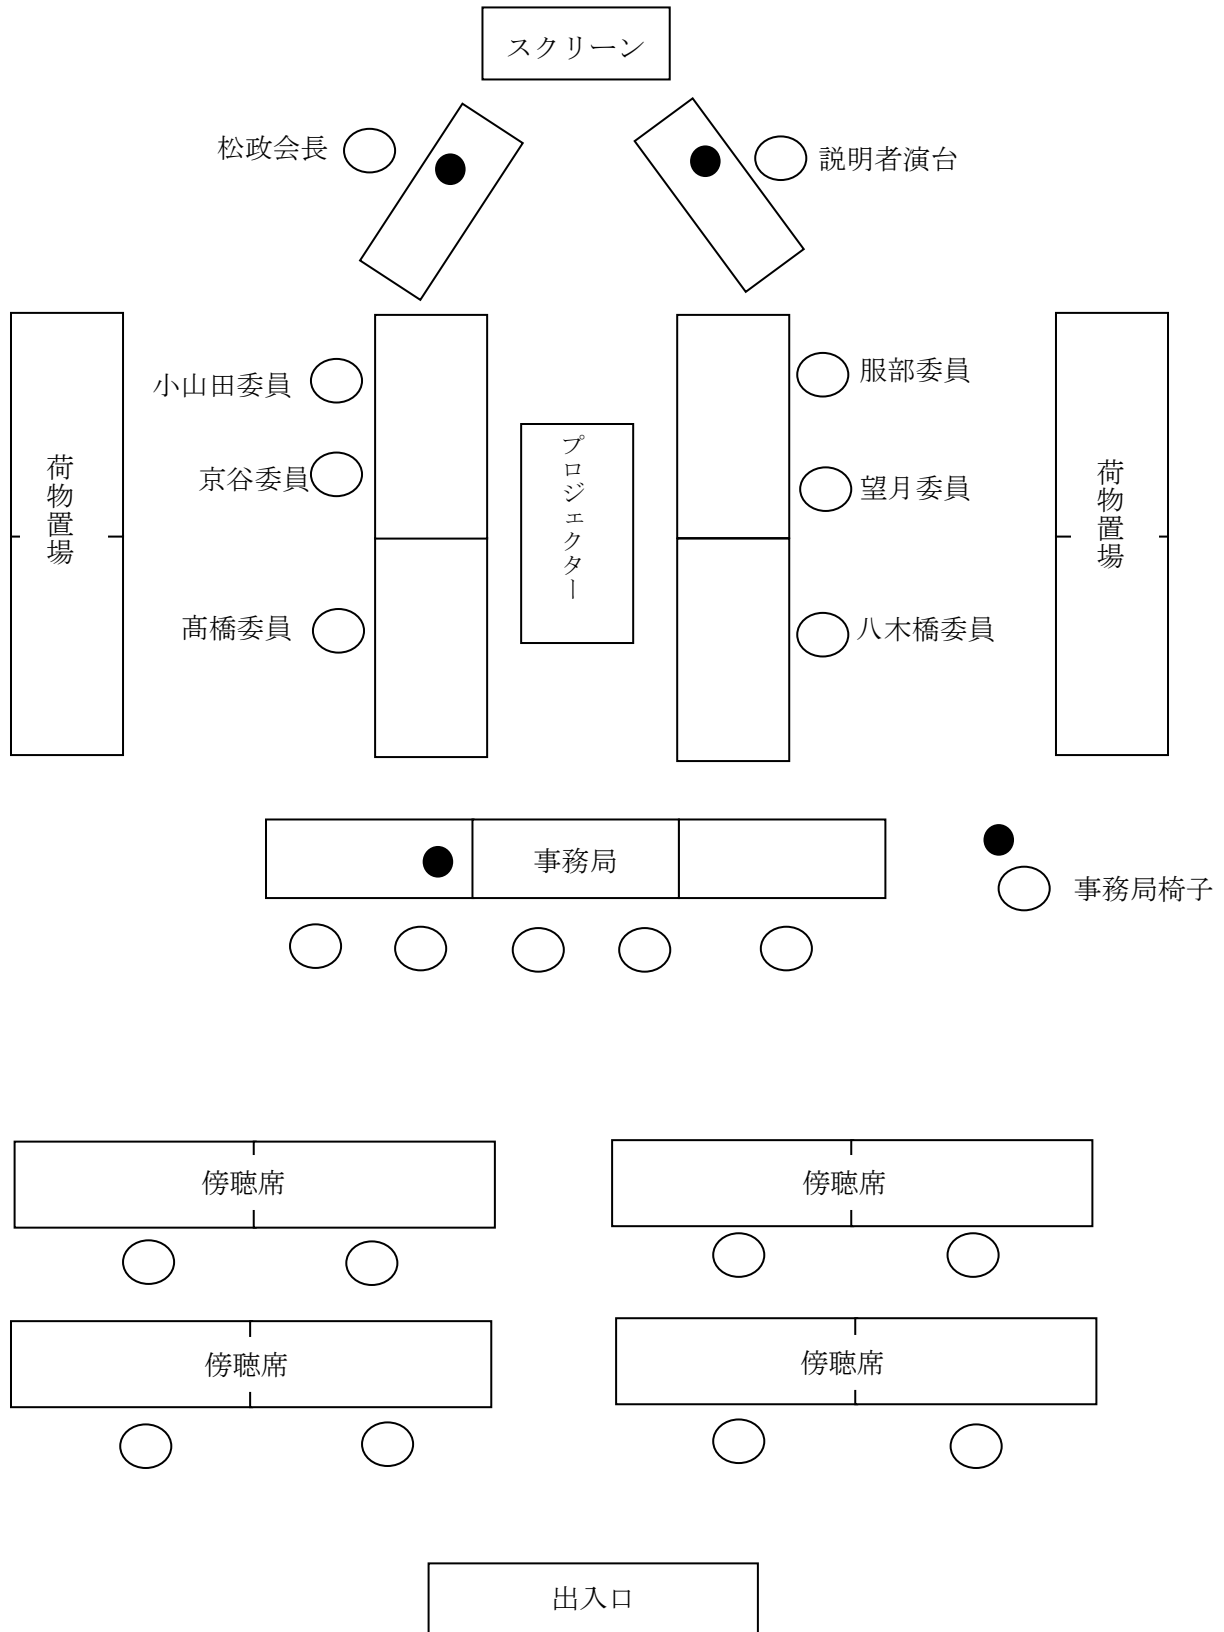 スクリーン
松政会長
説明者演台
小山田委員
服部委員
京谷委員
望月委員
荷物置場
プロジェクター
荷物置場
髙橋委員
八木橋委員
事務局
事務局椅子
傍聴席
傍聴席
傍聴席
傍聴席
出入口